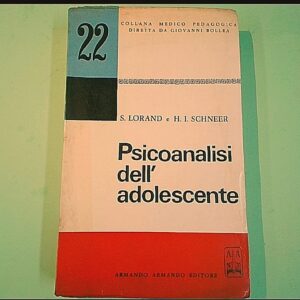 22
COLLANA MEDICO PEDAGOGICA
DIRETTA DA GIOVANNI BOLLEA
S. LORAND e H. I. SCHNEER
Psicoanalisi
dell'
adolescente
ARMANDO ARMANDO EDITORE